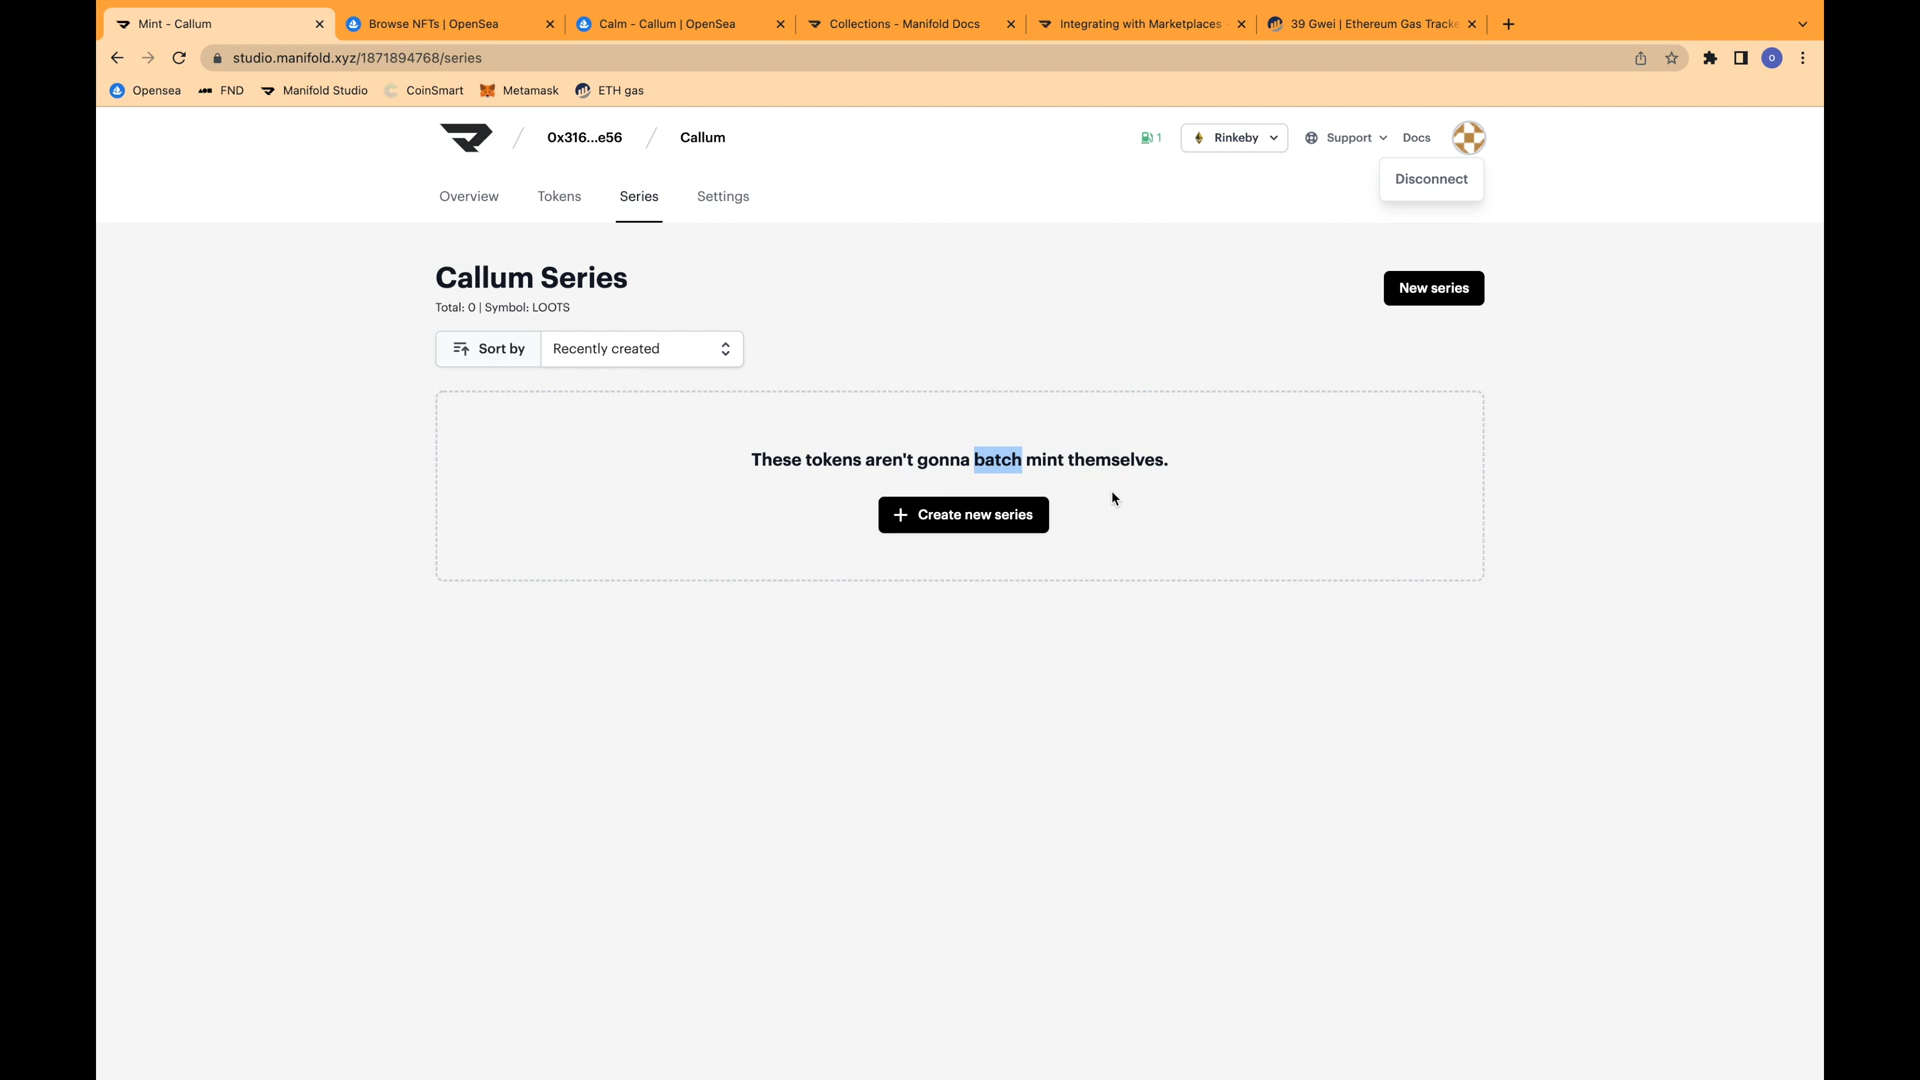 Mint - Callum
Browse NFTs | OpenSea
Calm - Callum | OpenSea
Collections - Manifold Docs
Integrating with Marketplaces
39 Gwei | Ethereum Gas Tracke
studio.manifold.xyz/1871894768/series
O
Opensea
FND
Manifold Studio
CoinSmart
Metamask
ETH gas
0x316...e56
Callum
1
Rinkeby
Support
Docs
Disconnect
Overview
Tokens
Series
Settings
Callum Series
New series
Total: 0 | Symbol: LOOTS
Sort by
Recently created
These tokens aren't gonna batch mint themselves.
+ Create new series